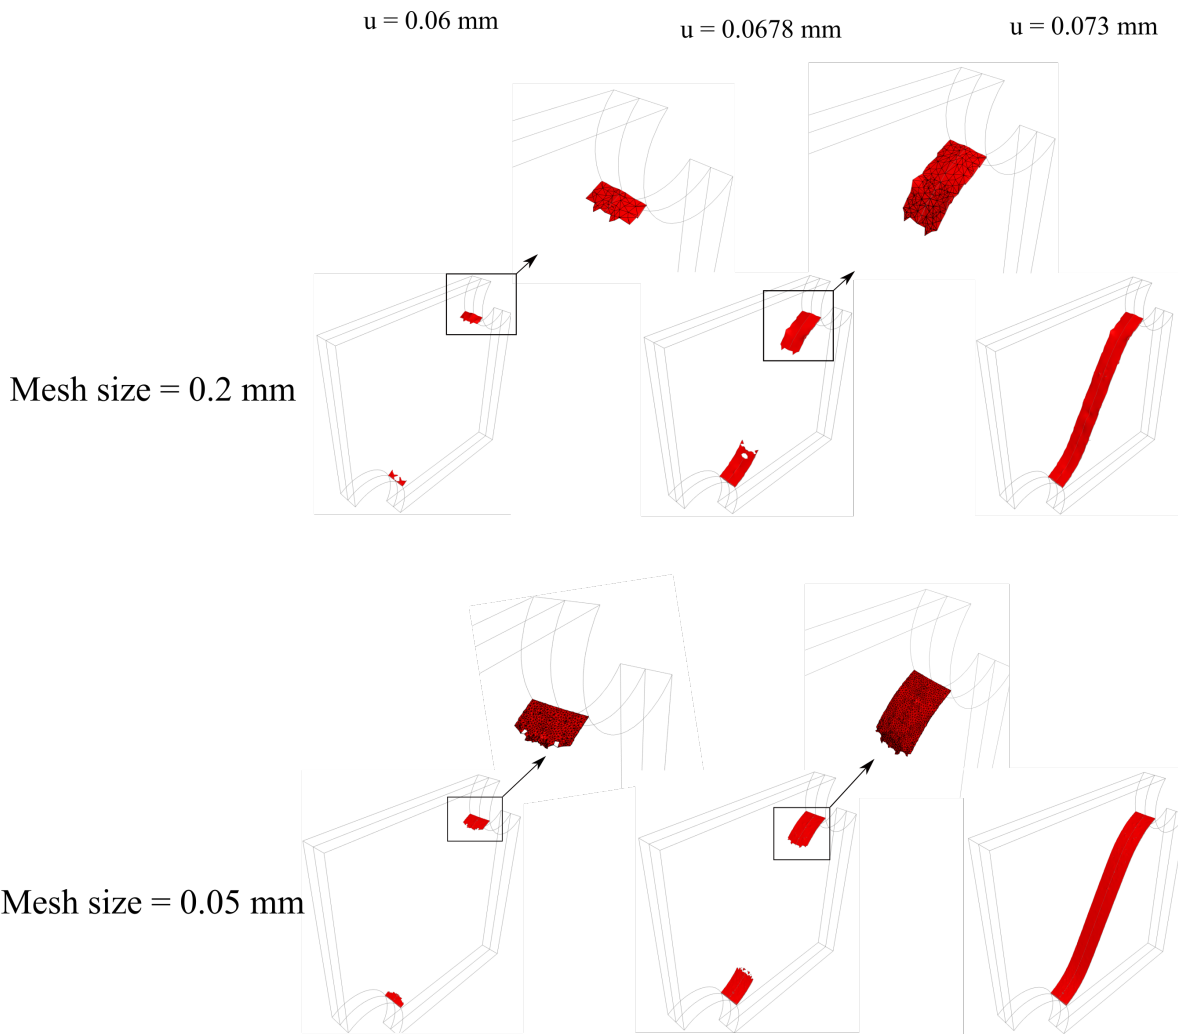 u = 0.06 mm
u = 0.0678 mm
u = 0.073 mm
Mesh size = 0.2 mm
Mesh size = 0.05 mm